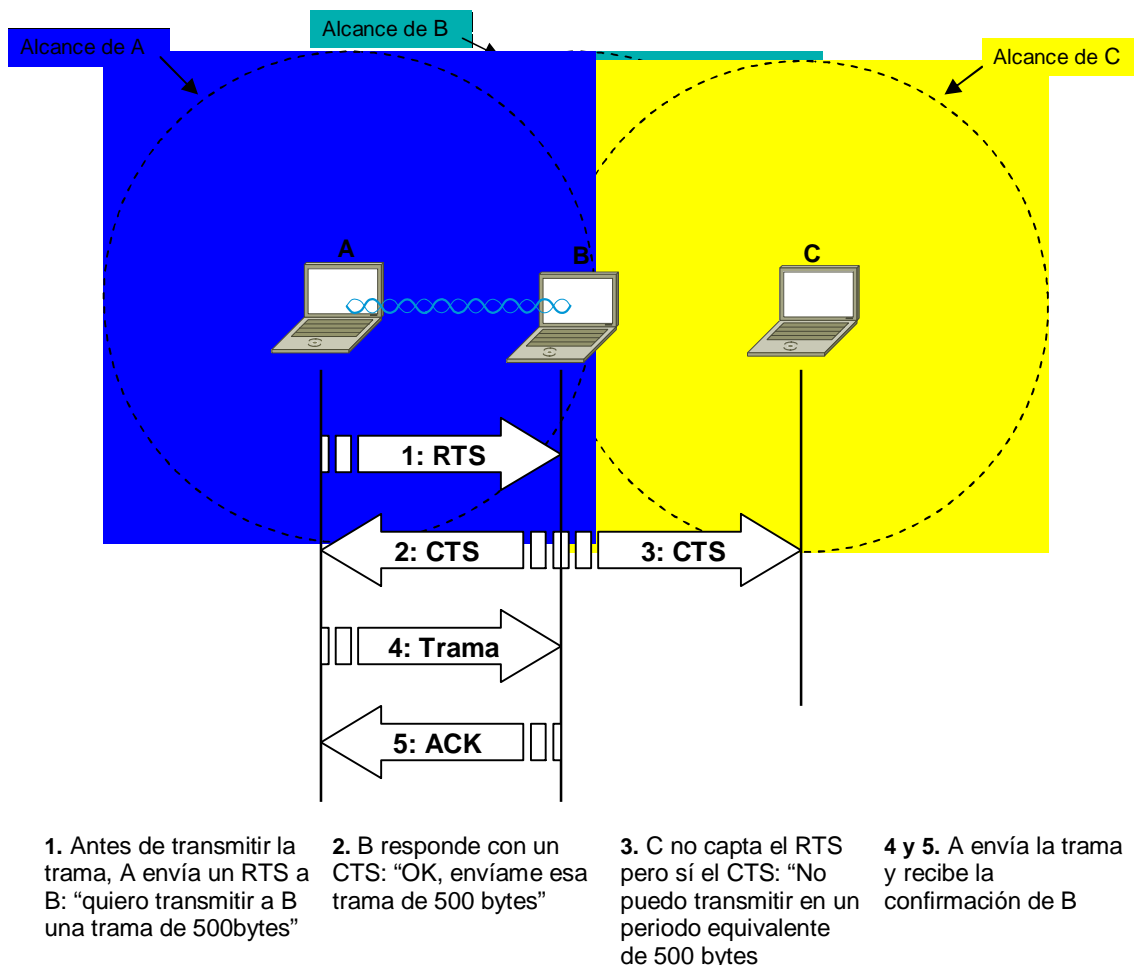 Alcance de B
Alcance de A
Alcance de C
A
B
C
1: RTS
2: CTS
3: CTS
4: Trama
5: ACK
1. Antes de transmitir la
trama, A envía un RTS a
B: “quiero transmitir a B
una trama de 500bytes”
2. B responde con un
CTS: “OK, envíame esa
trama de 500 bytes”
3. C no capta el RTS
pero sí el CTS: “No
puedo transmitir en un
periodo equivalente
de 500 bytes
4 y 5. A envía la trama
y recibe la
confirmación de B